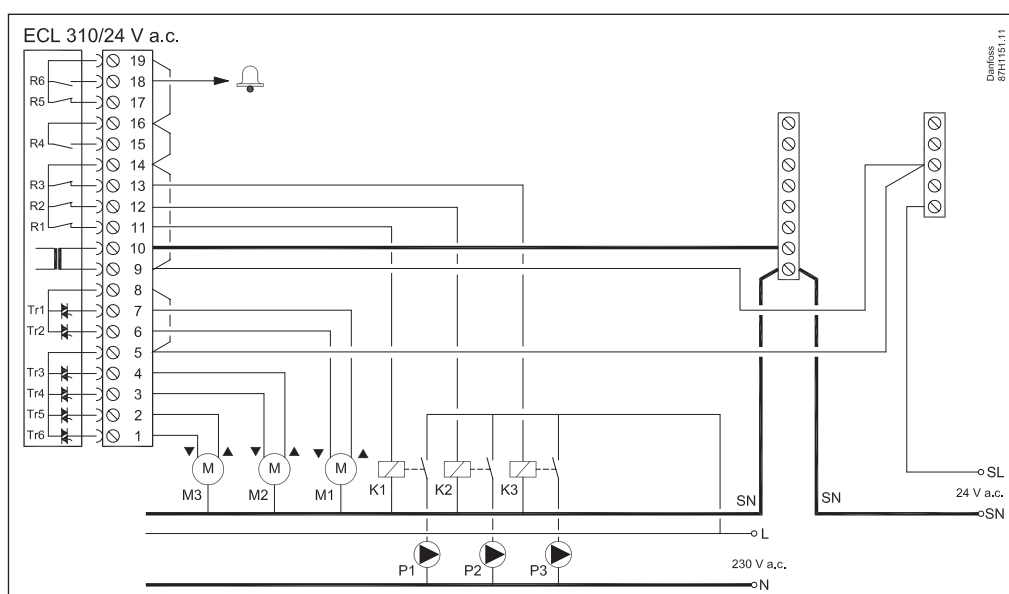 ECL 310/24 V a.c.
Danfoss
87H1151.11
19
R6 18
R5 17
16
R4 15
14
R3 13
R2 12
R1 11
10
9
8
Tr1 7
Tr2 6
5
Tr3 4
Tr4 3
Tr5 2
Tr6 1
M M M
M3 M2 M1 K1 K2 K3
SL
24 V a.c.
SN SN SN
L
P1 P2 P3
230 V a.c.
N